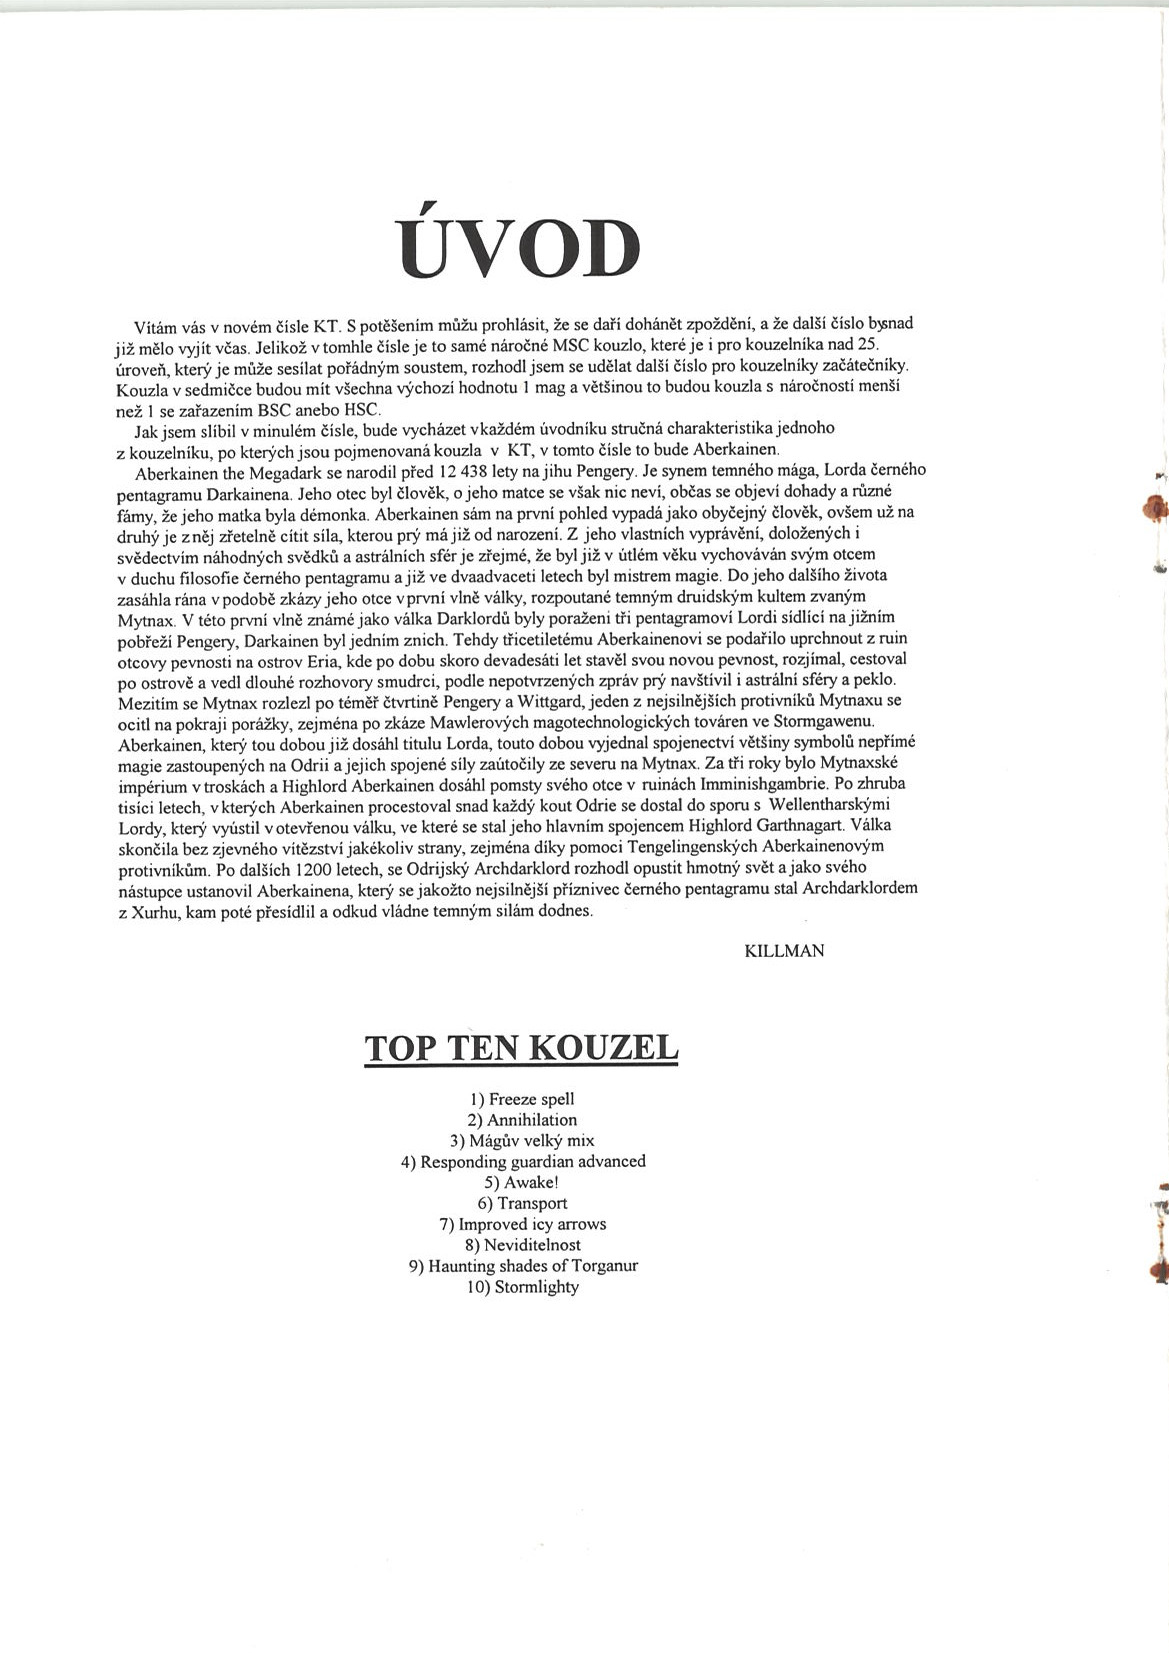 ÚVOD
Vítám vás v novém čísle KT. S potěšením můžu prohlásit, že se daří dohánět zpoždění, a že další číslo bysnad
již mělo vyjít včas. Jelikož v tomhle čísle je to samé náročné MSC kouzlo, které je i pro kouzelníka nad 25.
úroveň, který je může sesílat pořádným soustem, rozhodl jsem se udělat další číslo pro kouzelníky začátečníky.
Kouzla v sedmičce budou mít všechna výchozí hodnotu 1 mag a většinou to budou kouzla s náročností menší
než 1 se zařazením BSC anebo HSC.
Jak jsem slíbil v minulém čísle, bude vycházet v každém úvodníku stručná charakteristika jednoho
z kouzelníku, po kterých jsou pojmenovaná kouzla v KT, v tomto čísle to bude Aberkainen.
Aberkainen the Megadark se narodil před 12 438 lety na jihu Pengery. Je synem temného mága, Lorda černého
pentagramu Darkainena. Jeho otec byl člověk, o jeho matce se však nic neví, občas se objeví dohady a různé
fámy, že jeho matka byla démonka. Aberkainen sám na první pohled vypadá jako obyčejný člověk, ovšem už na
druhý je z něj zřetelně cítit síla, kterou prý má již od narození. Z jeho vlastních vyprávění, doložených i
svědectvím náhodných svědků a astrálních sfér je zřejmé, že byl již v útlém věku vychováván svým otcem
v duchu filosofie černého pentagramu a již ve dvaadvaceti letech byl mistrem magie. Do jeho dalšího života
zasáhla rána v podobě zkázy jeho otce v první vlně války, rozpoutané temným druidským kultem zvaným
Mytnax. V této první vlně známé jako válka Darklordů byly poraženi tři pentagramoví Lordi sídlící na jižním
pobřeží Pengery, Darkainen byl jedním znich. Tehdy třicetiletému Aberkainenovi se podařilo uprchnout z ruin
otcovy pevnosti na ostrov Eria, kde po dobu skoro devadesáti let stavěl svou novou pevnost, rozjímal, cestoval
po ostrově a vedl dlouhé rozhovory smudrci, podle nepotvrzených zpráv prý navštívil i astrální sféry a peklo.
Mezitím se Mytnax rozlezl po téměř čtvrtině Pengery a Wittgard, jeden z nejsilnějších protivníků Mytnaxu se
ocitl na pokraji porážky, zejména po zkáze Mawlerových magotechnologických továren ve Stormgawenu.
Aberkainen, který tou dobou již dosáhl titulu Lorda, touto dobou vyjednal spojenectví většiny symbolů nepřímé
magie zastoupených na Odrii a jejich spojené síly zaútočily ze severu na Mytnax. Za tři roky bylo Mytnaxské
impérium v troskách a Highlord Aberkainen dosáhl pomsty svého otce v ruinách Imminishgambrie. Po zhruba
tisíci letech, v kterých Aberkainen procestoval snad každý kout Odrie se dostal do sporu s Wellentharskými
Lordy, který vyústil v otevřenou válku, ve které se stal jeho hlavním spojencem Highlord Garthnagart. Válka
skončila bez zjevného vítězství jakékoliv strany, zejména díky pomoci Tengelingenských Aberkainenovým
protivníkům. Po dalších 1200 letech, se Odrijský Archdarklord rozhodl opustit hmotný svět a jako svého
nástupce ustanovil Aberkainena, který se jakožto nejsilnější příznivec černého pentagramu stal Archdarklordem
z Xurhu, kam poté přesídlil a odkud vládne temným silám dodnes.
KILLMAN
TOP TEN KOUZEL
1) Freeze spell
2) Annihilation
3) Mágův velký mix
4) Responding guardian advanced
5) Awake!
6) Transport
7) Improved icy arrows
8) Neviditelnost
9) Haunting shades of Torganur
10) Stormlighty